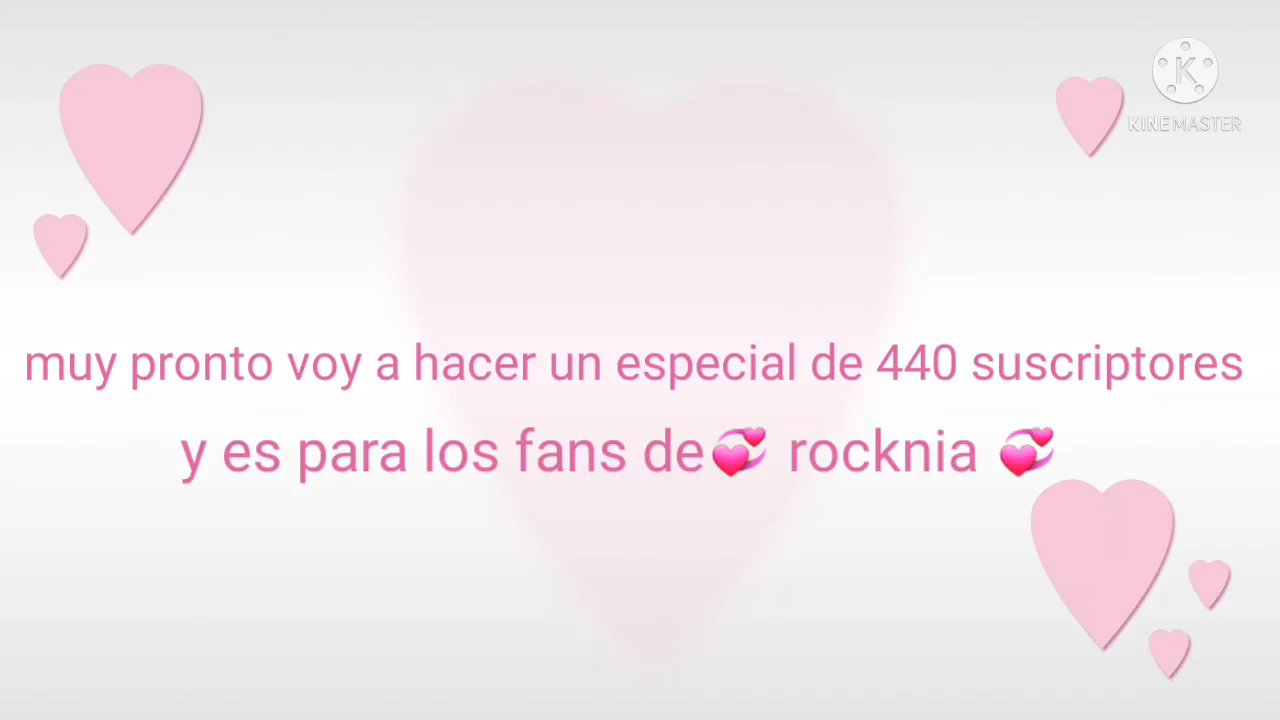 KINEMASTER
muy pronto voy a hacer un especial de 440 suscriptores
y es para los fans de💞 rocknia 💞